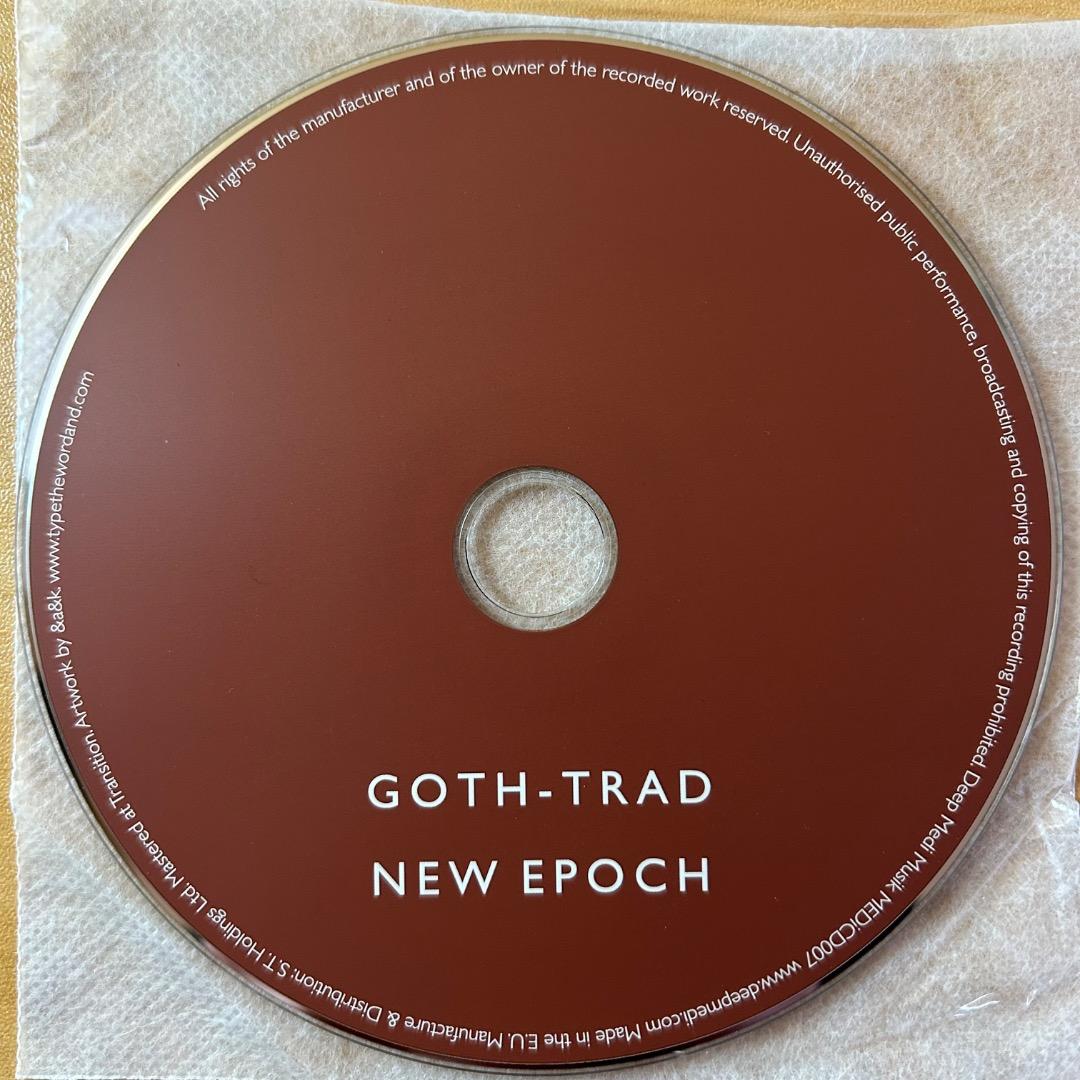 All rights of the manufacturer and of the owner of the recorded work reserved. Unauthorised public performance, broadcasting and copying of this recording prohibited. Deep Medi Musik MEDiCD007 www.deepmedi.com Made in the E.U. Manufacture & Distribution: S.T. Holdings Ltd. Mastered at Transition. Artwork by &a&k. www.typethewordand.com
GOTH-TRAD
NEW EPOCH